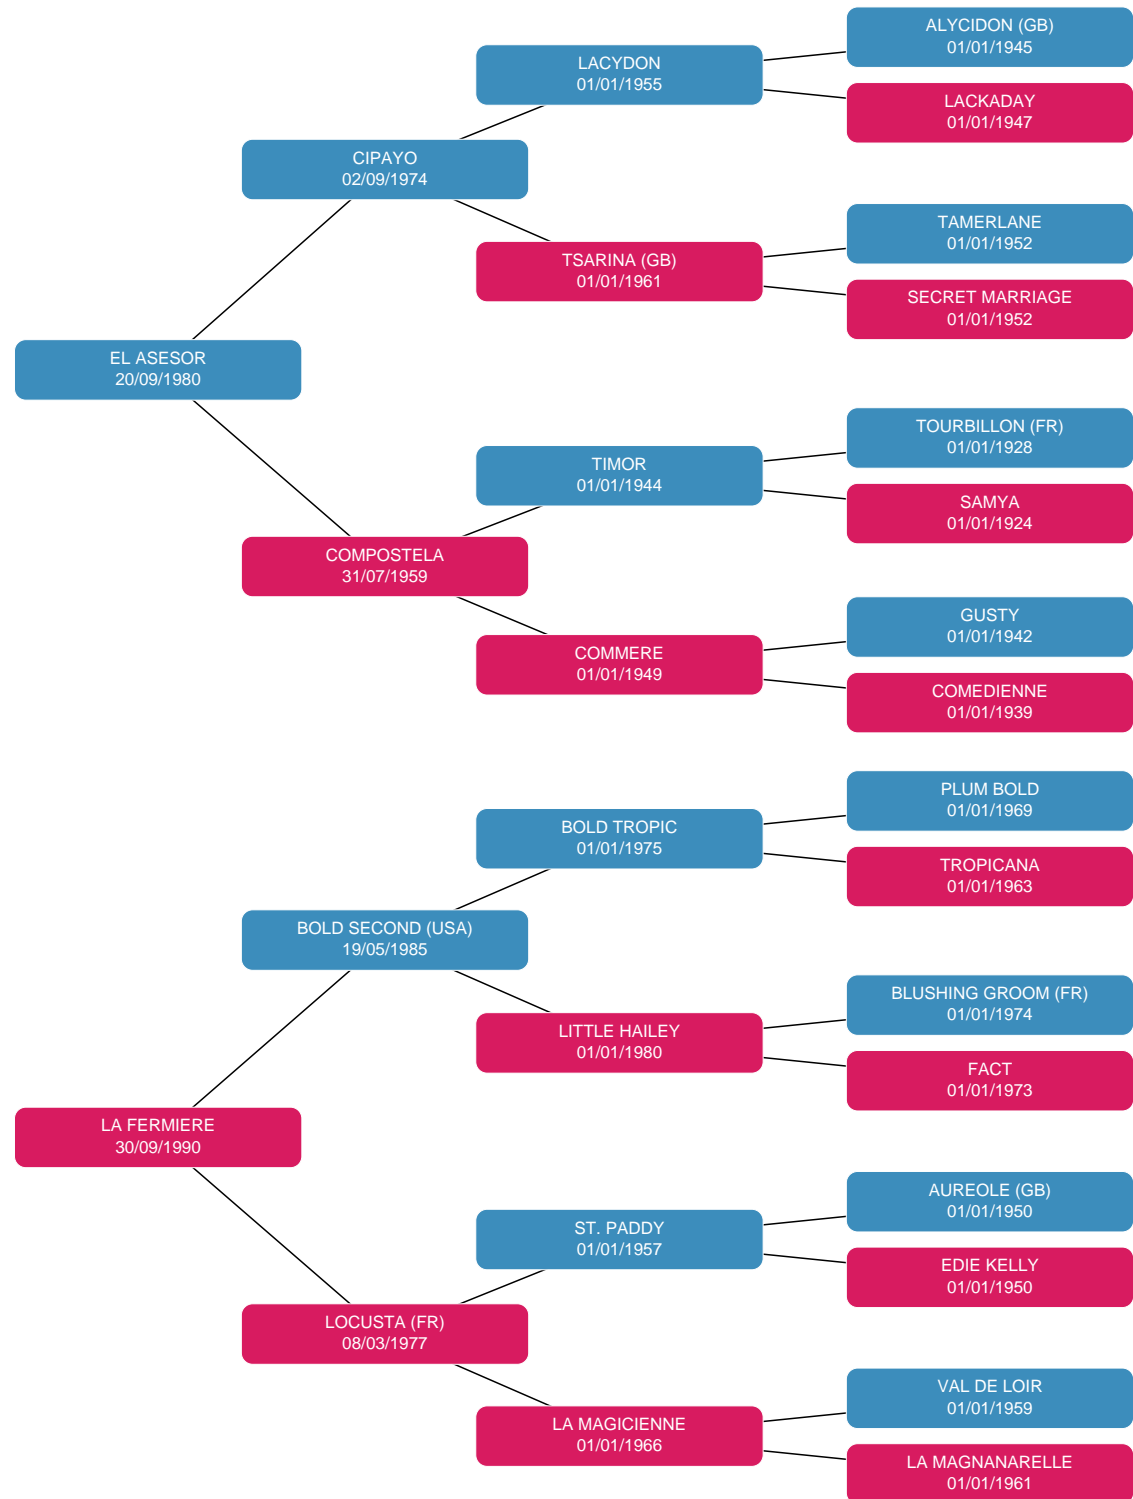 ALYCIDON (GB)
01/01/1945
LACYDON
01/01/1955
LACKADAY
01/01/1947
CIPAYO
02/09/1974
TAMERLANE
01/01/1952
TSARINA (GB)
01/01/1961
SECRET MARRIAGE
01/01/1952
EL ASESOR
20/09/1980
TOURBILLON (FR)
01/01/1928
TIMOR
01/01/1944
SAMYA
01/01/1924
COMPOSTELA
31/07/1959
GUSTY
01/01/1942
COMMERE
01/01/1949
COMEDIENNE
01/01/1939
PLUM BOLD
01/01/1969
BOLD TROPIC
01/01/1975
TROPICANA
01/01/1963
BOLD SECOND (USA)
19/05/1985
BLUSHING GROOM (FR)
01/01/1974
LITTLE HAILEY
01/01/1980
FACT
01/01/1973
LA FERMIERE
30/09/1990
AUREOLE (GB)
01/01/1950
ST. PADDY
01/01/1957
EDIE KELLY
01/01/1950
LOCUSTA (FR)
08/03/1977
VAL DE LOIR
01/01/1959
LA MAGICIENNE
01/01/1966
LA MAGNANARELLE
01/01/1961